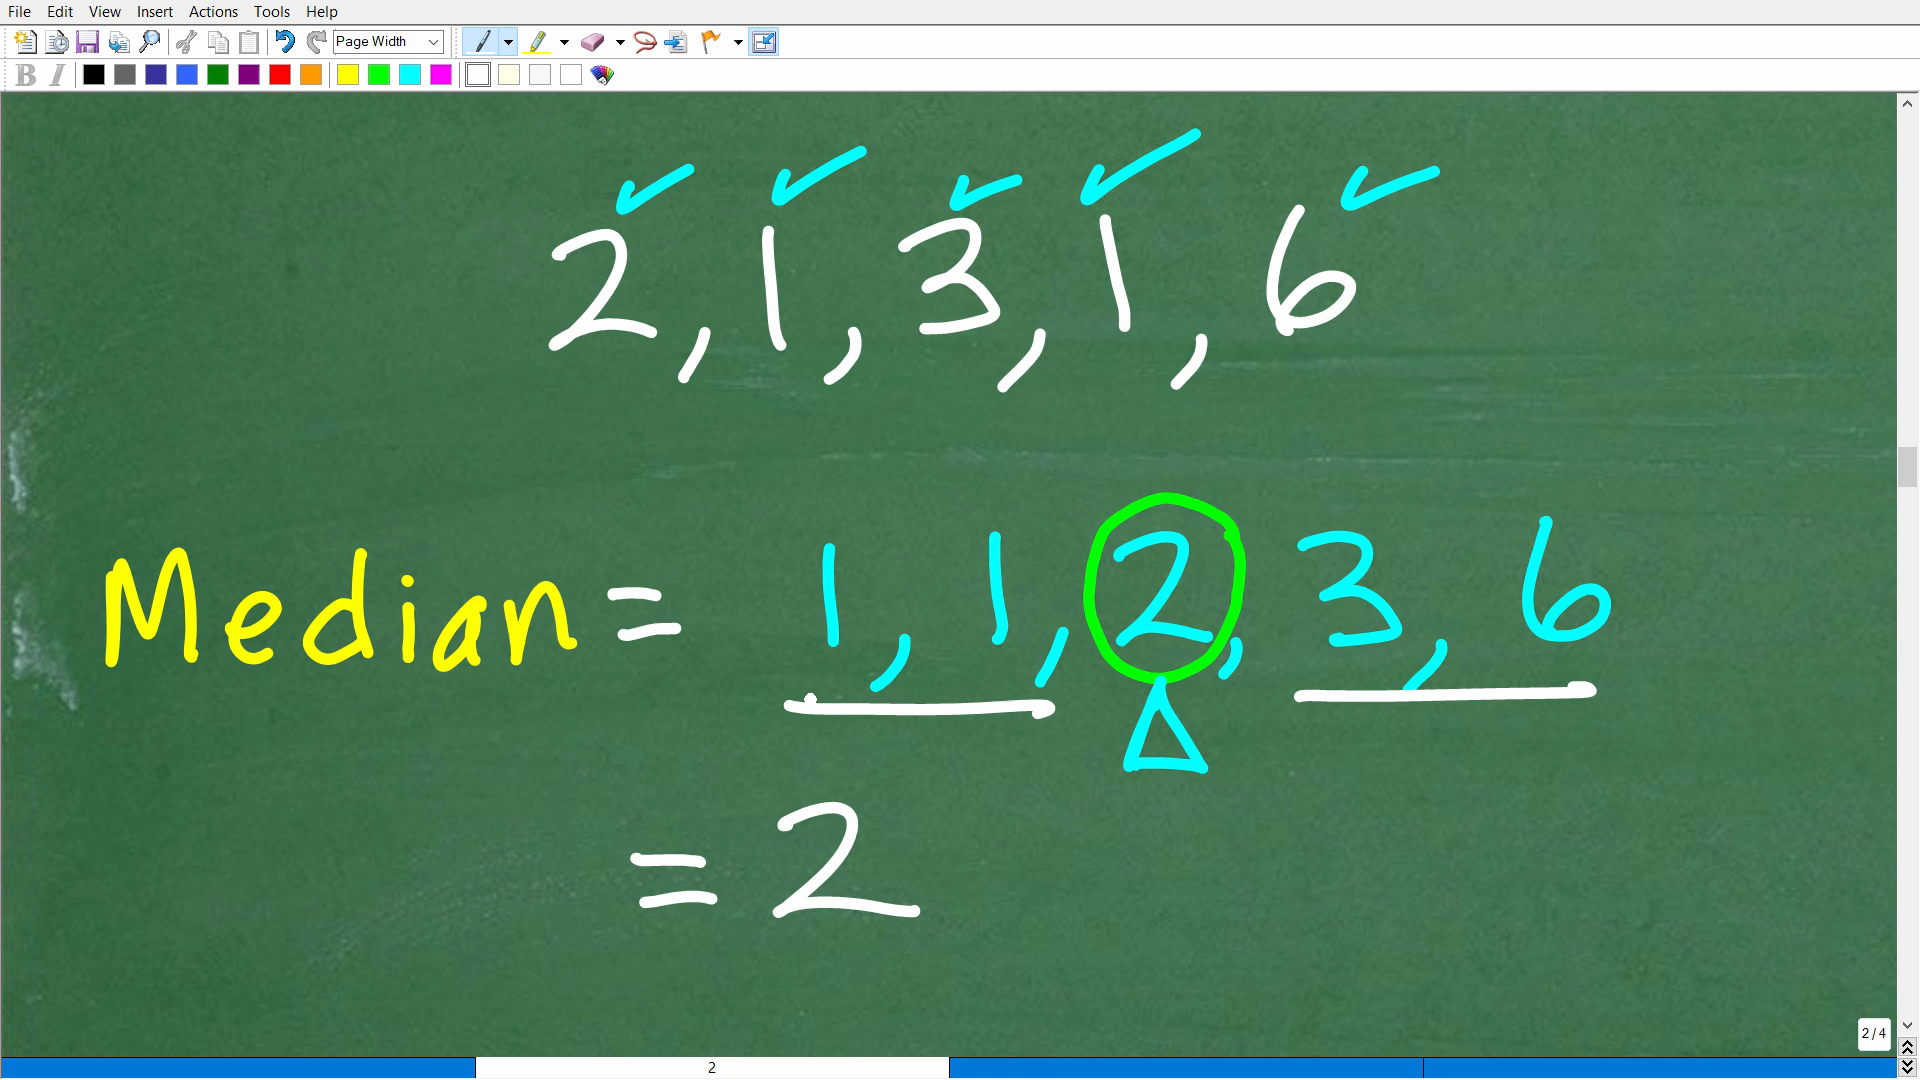 File Edit View Insert Actions Tools Help
Page Width
B I
2, 1, 3, 1, 6
Median = 1, 1, 2, 3, 6
= 2
2 / 4
2